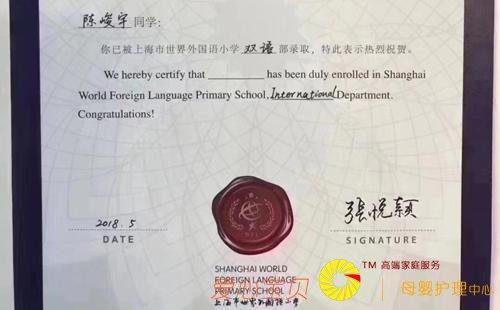 陈峻宇同学:
你已被上海市世界外国语小学 双语 部录取,特此表示热烈祝贺。
We hereby certify that ________ has been duly enrolled in Shanghai
World Foreign Language Primary School, International Department.
Congratulations!
2018.5
DATE
張悦颖
SIGNATURE
WFL
SHANGHAI WORLD
FOREIGN LANGUAGE
PRIMARY SCHOOL
上海市世界外国语小学
TM 高端家庭服务
母婴护理中心